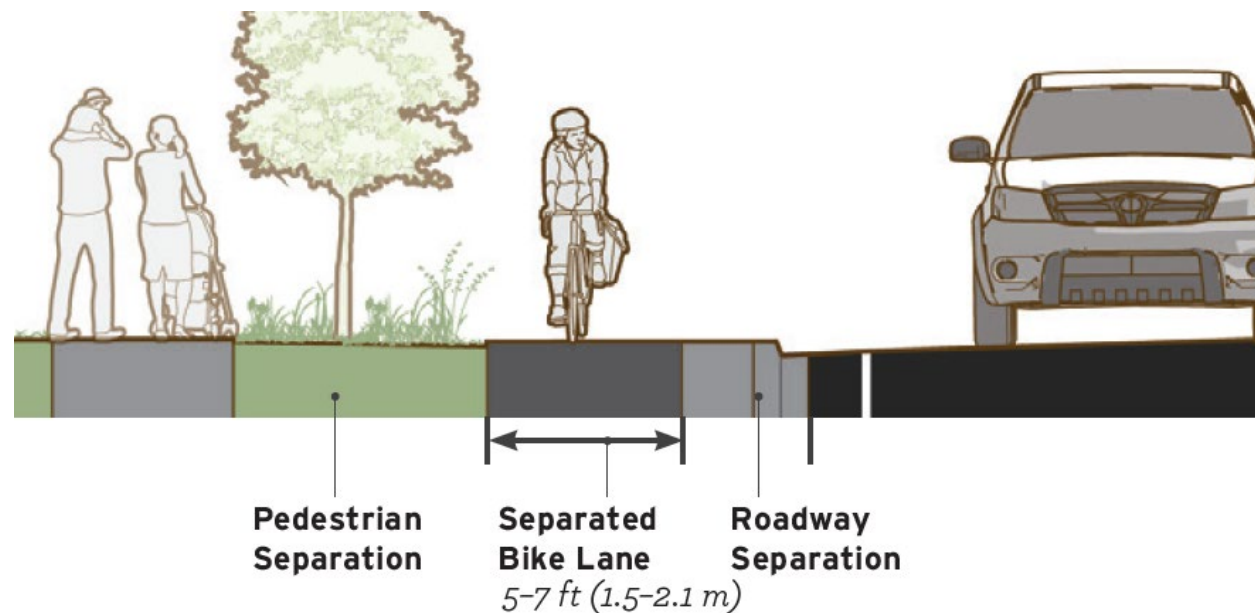 Pedestrian
Separation
Separated
Bike Lane
5–7 ft (1.5–2.1 m)
Roadway
Separation